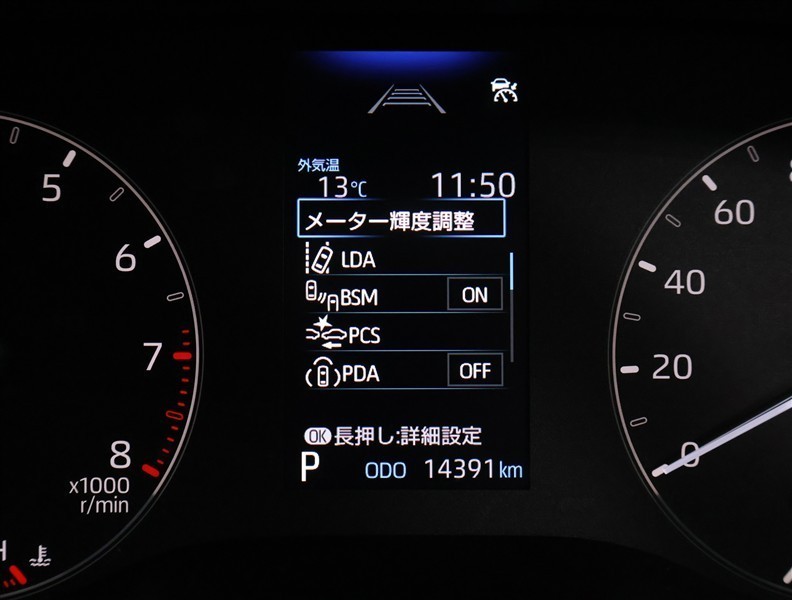 外気温
13℃ 11:50
メーター輝度調整
LDA
BSM ON
PCS
PDA OFF
OK 長押し:詳細設定
P ODO 14391 km
5
6
7
8
x1000
r/min
H
60
40
20
0